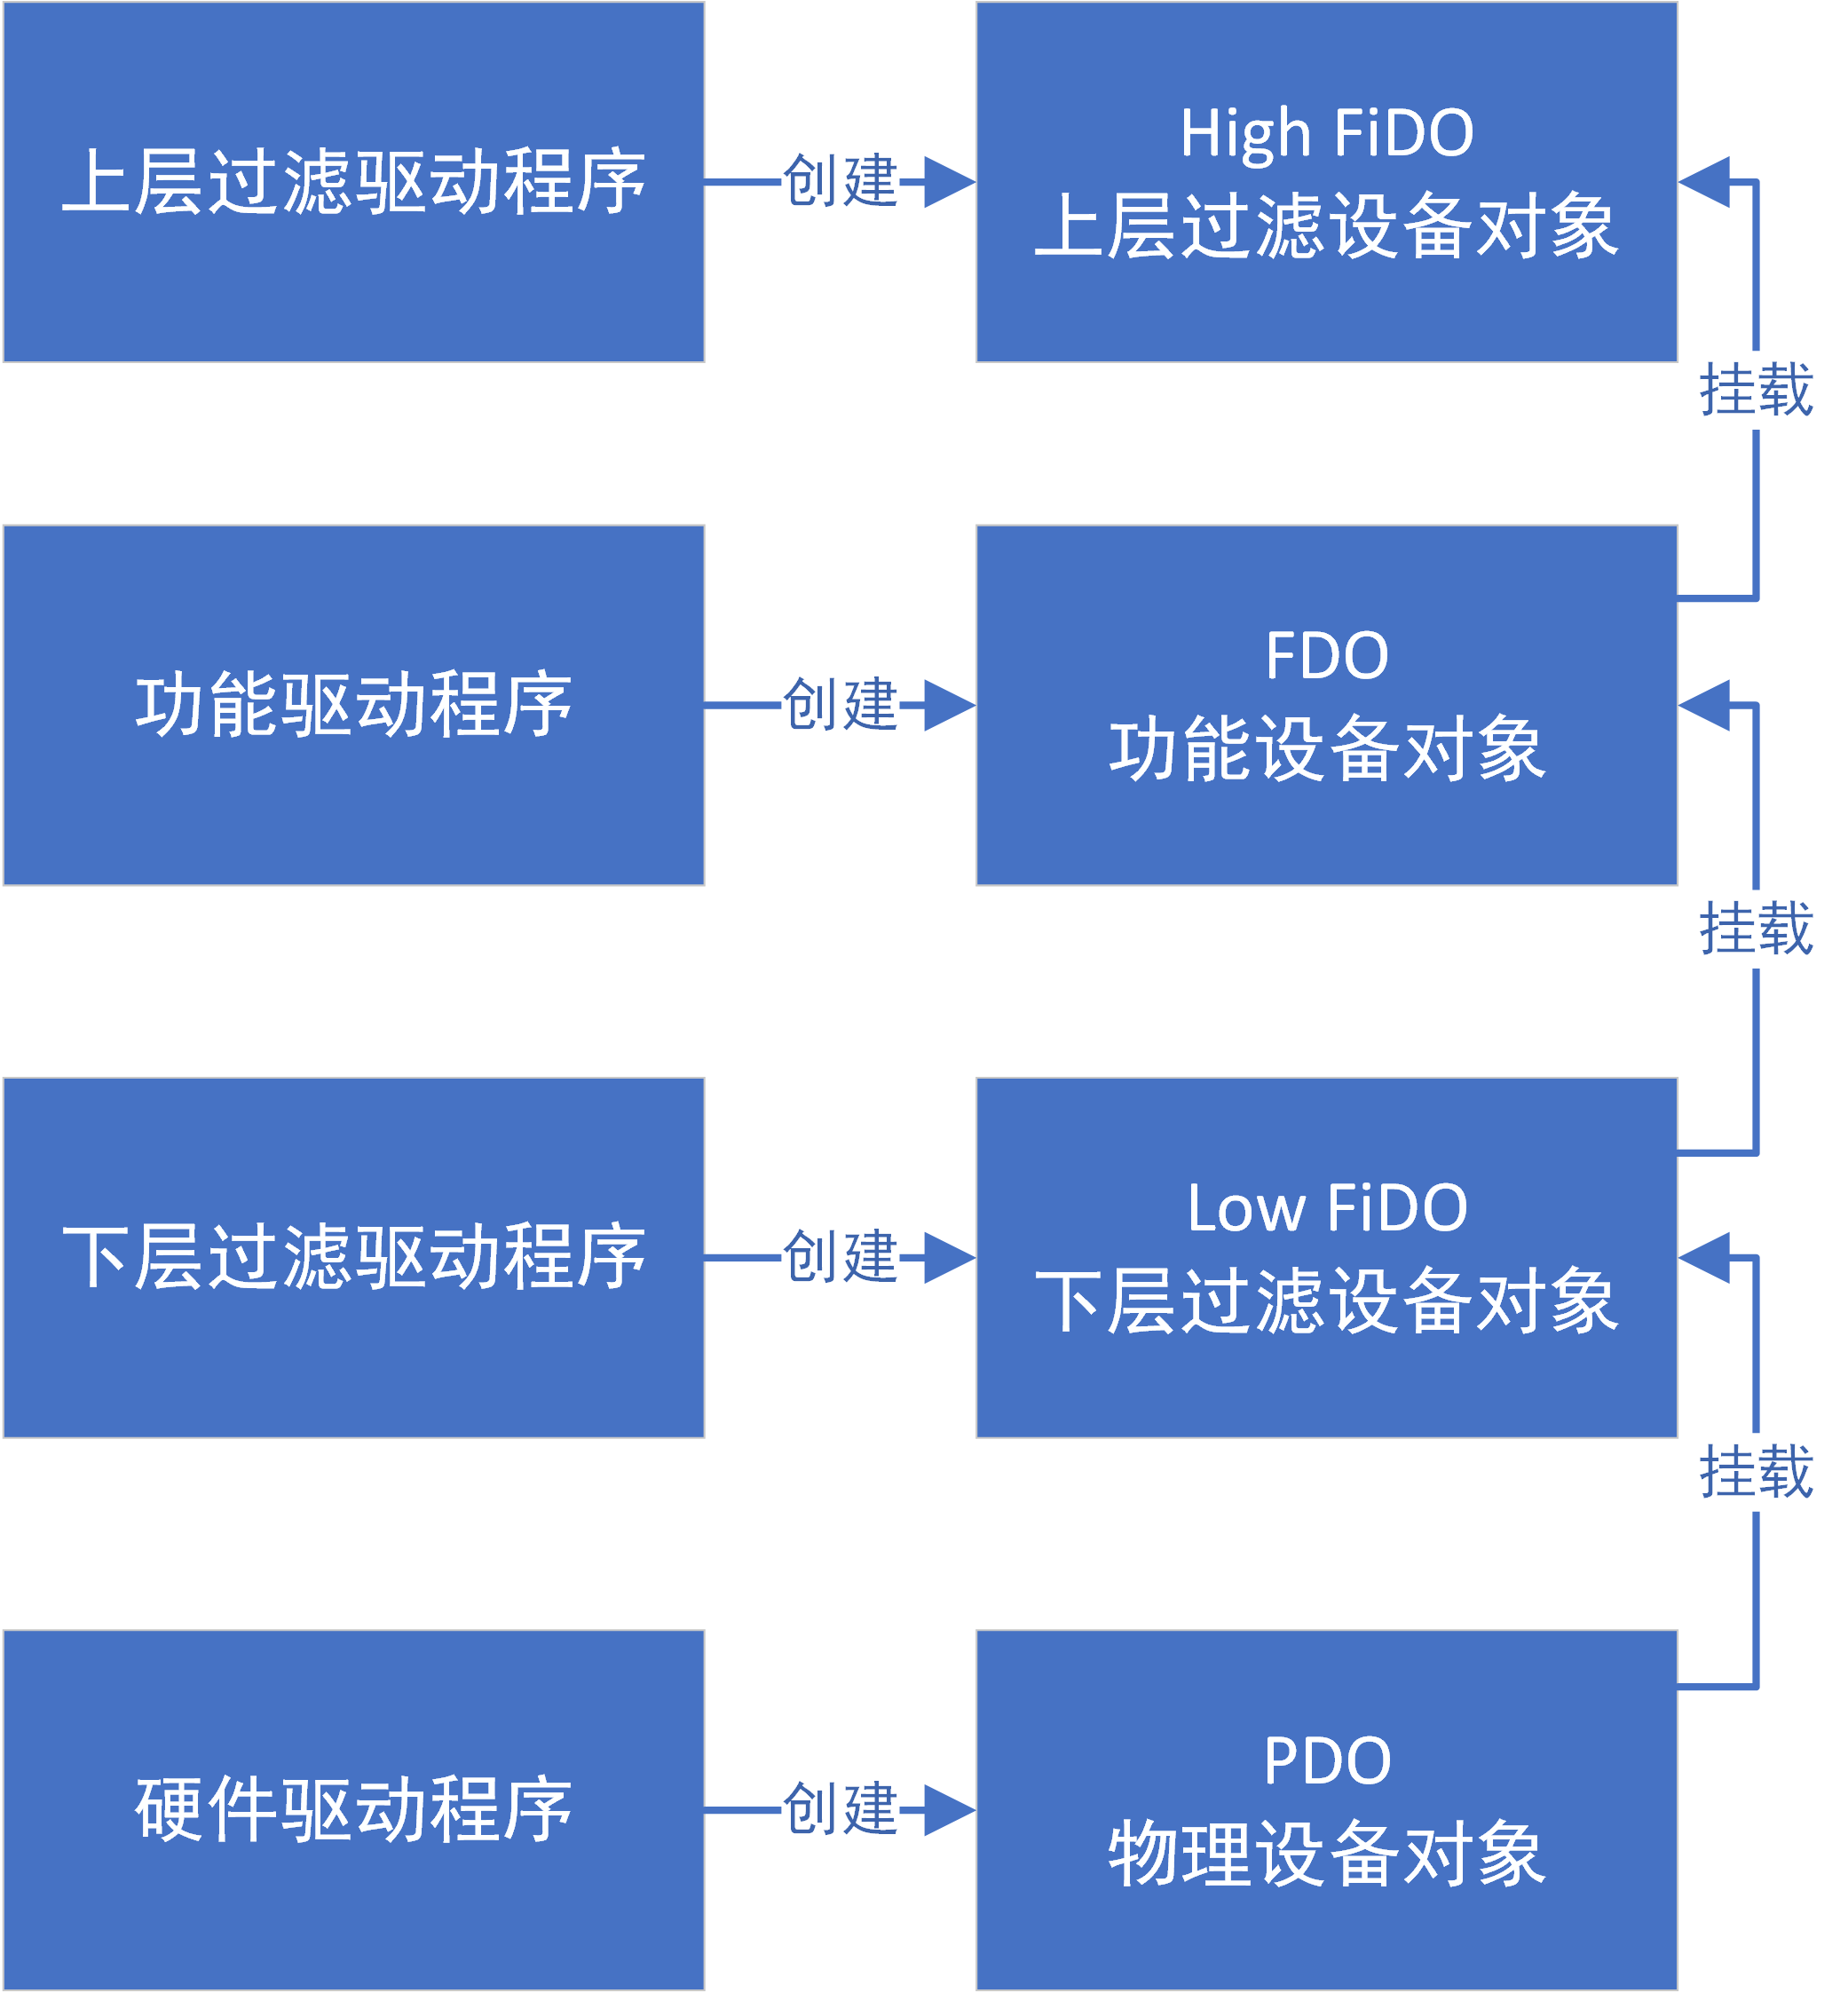 上层过滤驱动程序
创建
High FiDO
上层过滤设备对象
挂载
功能驱动程序
创建
FDO
功能设备对象
挂载
下层过滤驱动程序
创建
Low FiDO
下层过滤设备对象
挂载
硬件驱动程序
创建
PDO
物理设备对象